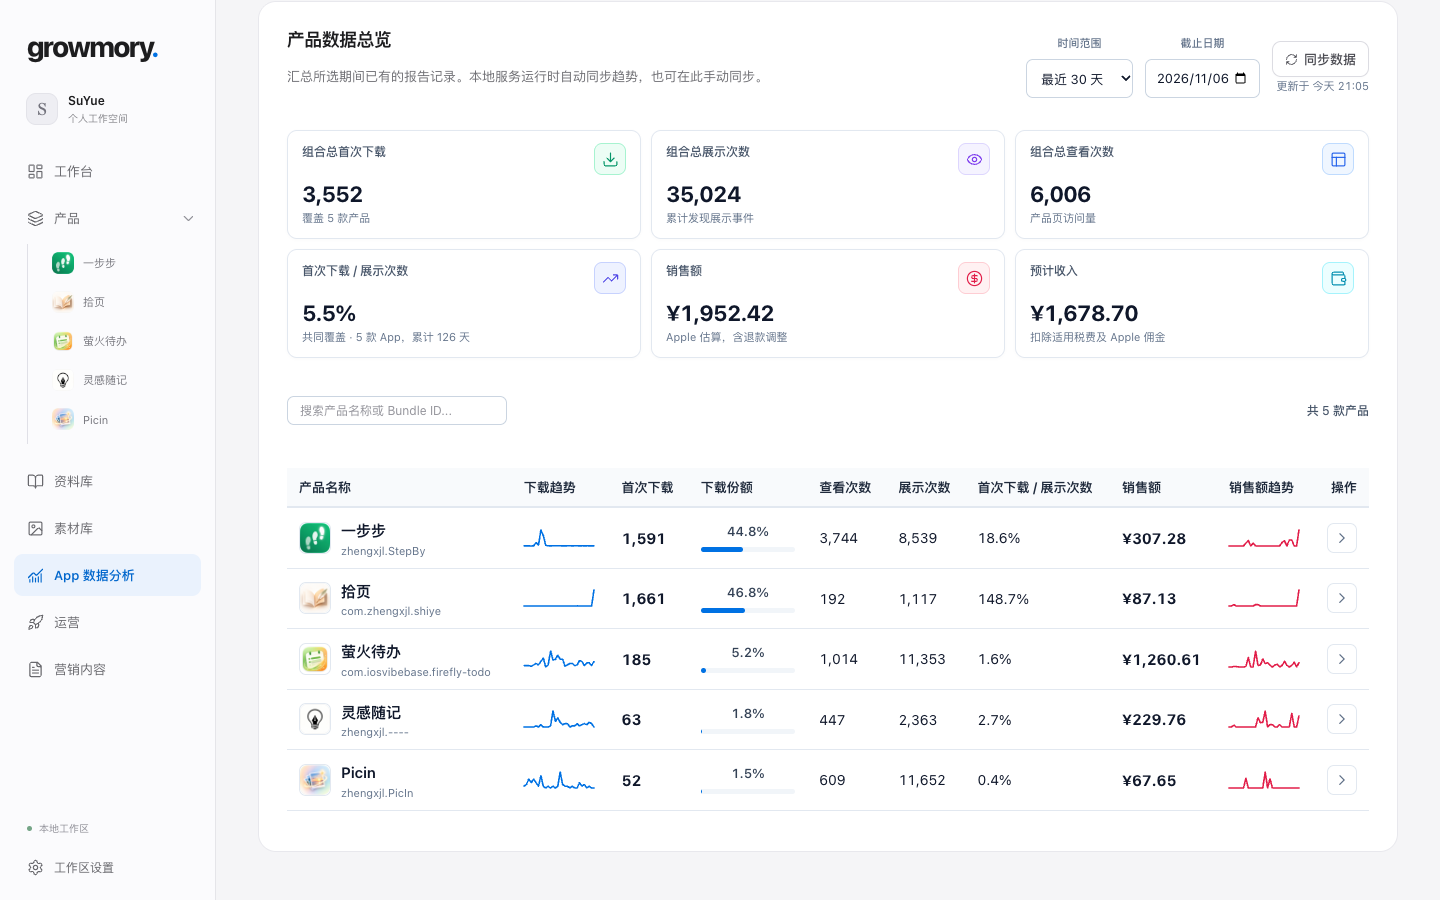 growmory.
S
SuYue
个人工作空间
工作台
产品
一步步
拾页
萤火待办
灵感随记
Picin
资料库
素材库
App 数据分析
运营
营销内容
本地工作区
工作区设置
产品数据总览
汇总所选期间已有的报告记录。本地服务运行时自动同步趋势，也可在此手动同步。
时间范围
最近 30 天
截止日期
2026/11/06
同步数据
更新于 今天 21:05
组合总首次下载
3,552
覆盖 5 款产品
组合总展示次数
35,024
累计发现展示事件
组合总查看次数
6,006
产品页访问量
首次下载 / 展示次数
5.5%
共同覆盖 · 5 款 App，累计 126 天
销售额
¥1,952.42
Apple 估算，含退款调整
预计收入
¥1,678.70
扣除适用税费及 Apple 佣金
搜索产品名称或 Bundle ID...
共 5 款产品
产品名称 下载趋势 首次下载 下载份额 查看次数 展示次数 首次下载 / 展示次数 销售额 销售额趋势 操作
一步步
zhengxjl.StepBy
1,591 44.8% 3,744 8,539 18.6% ¥307.28
拾页
com.zhengxjl.shiye
1,661 46.8% 192 1,117 148.7% ¥87.13
萤火待办
com.iosvibebase.firefly-todo
185 5.2% 1,014 11,353 1.6% ¥1,260.61
灵感随记
zhengxjl.----
63 1.8% 447 2,363 2.7% ¥229.76
Picin
zhengxjl.PicIn
52 1.5% 609 11,652 0.4% ¥67.65